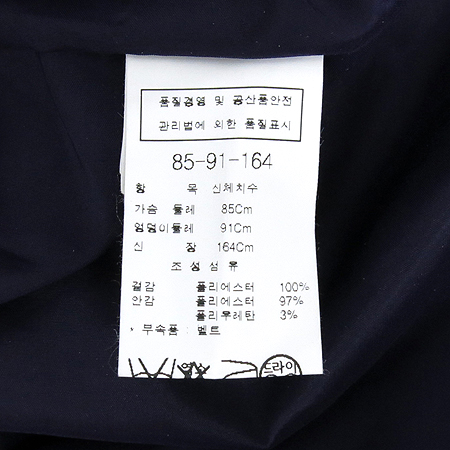 품질경영 및 공산품안전
관리법에 의한 품질표시
85-91-164
항 목 신체치수
가슴 둘레 85Cm
엉덩이둘레 91Cm
신 장 164Cm
조성섬유
겉감 폴리에스터 100%
안감 폴리에스터 97%
폴리우레탄 3%
* 부속품 : 벨트
드라이